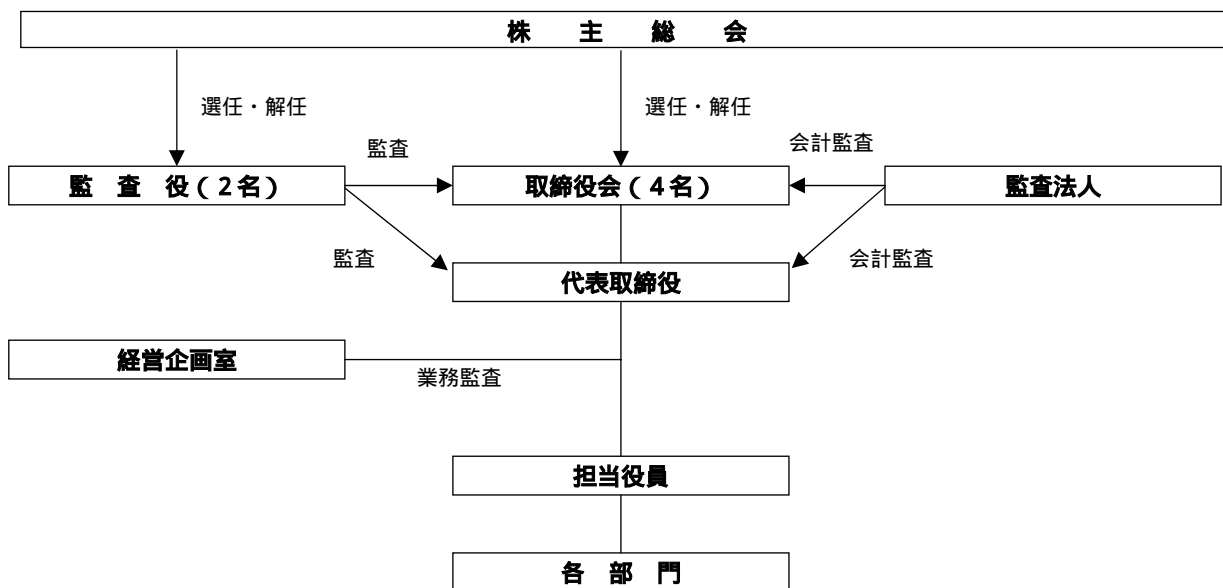 株　主　総　会
選任・解任
選任・解任
監査
会計監査
監　査　役（２名）
取締役会（４名）
監査法人
監査
会計監査
代表取締役
経営企画室
業務監査
担当役員
各　部　門